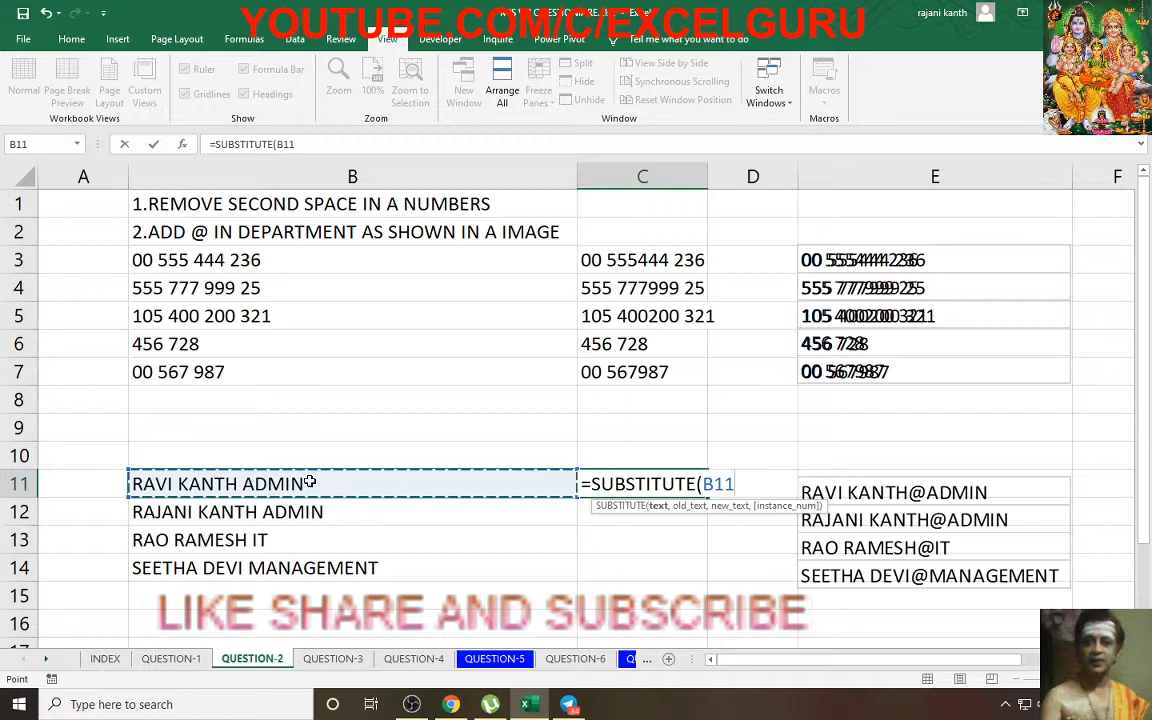 YOUTUBE.COM/C/EXCELGURU
rajani kanth
File Home Page Layout Formulas Data Review View Developer Inquire Power Pivot Tell me what you want to do
Normal Page Break Preview Page Layout Custom Views
Ruler Formula Bar
Gridlines Headings
Zoom 100% Zoom to Selection
New Window Arrange All Freeze Panes
Split
Hide
Unhide
View Side by Side
Synchronous Scrolling
Reset Window Position
Switch Windows Macros
Workbook Views Show Zoom Window Macros
B11 fx =SUBSTITUTE(B11
A B C D E F
1 1.REMOVE SECOND SPACE IN A NUMBERS
2 2.ADD @ IN DEPARTMENT AS SHOWN IN A IMAGE
3 00 555 444 236 00 555444 236
4 555 777 999 25 555 777999 25
5 105 400 200 321 105 400200 321
6 456 728 456 728
7 00 567 987 00 567987
8
9
10
11 RAVI KANTH ADMIN =SUBSTITUTE(B11 RAVI KANTH@ADMIN
SUBSTITUTE(text, old_text, new_text, [instance_num])
12 RAJANI KANTH ADMIN RAJANI KANTH@ADMIN
13 RAO RAMESH IT RAO RAMESH@IT
14 SEETHA DEVI MANAGEMENT SEETHA DEVI@MANAGEMENT
15
LIKE SHARE AND SUBSCRIBE
16
INDEX QUESTION-1 QUESTION-2 QUESTION-3 QUESTION-4 QUESTION-5 QUESTION-6 ...
Point
Type here to search